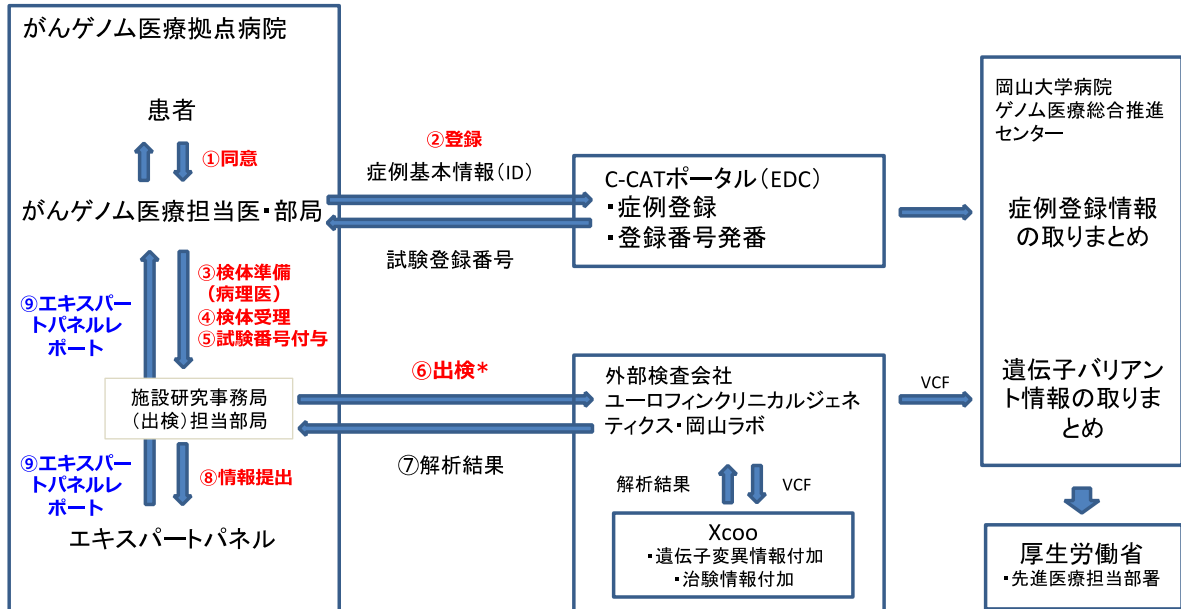 がんゲノム医療拠点病院
患者
①同意
がんゲノム医療担当医・部局
③検体準備
(病理医)
④検体受理
⑤試験番号付与
⑨エキスパー
トパネルレ
ポート
施設研究事務局
(出検)担当部局
⑨エキスパー
トパネルレ
ポート
⑧情報提出
エキスパートパネル
②登録
症例基本情報(ID)
試験登録番号
C-CATポータル(EDC)
・症例登録
・登録番号発番
⑥出検*
⑦解析結果
外部検査会社
ユーロフィンクリニカルジェネ
ティクス・岡山ラボ
解析結果
VCF
Xcoo
・遺伝子変異情報付加
・治験情報付加
VCF
岡山大学病院
ゲノム医療総合推進
センター
症例登録情報
の取りまとめ
遺伝子バリアン
ト情報の取りま
とめ
厚生労働省
・先進医療担当部署